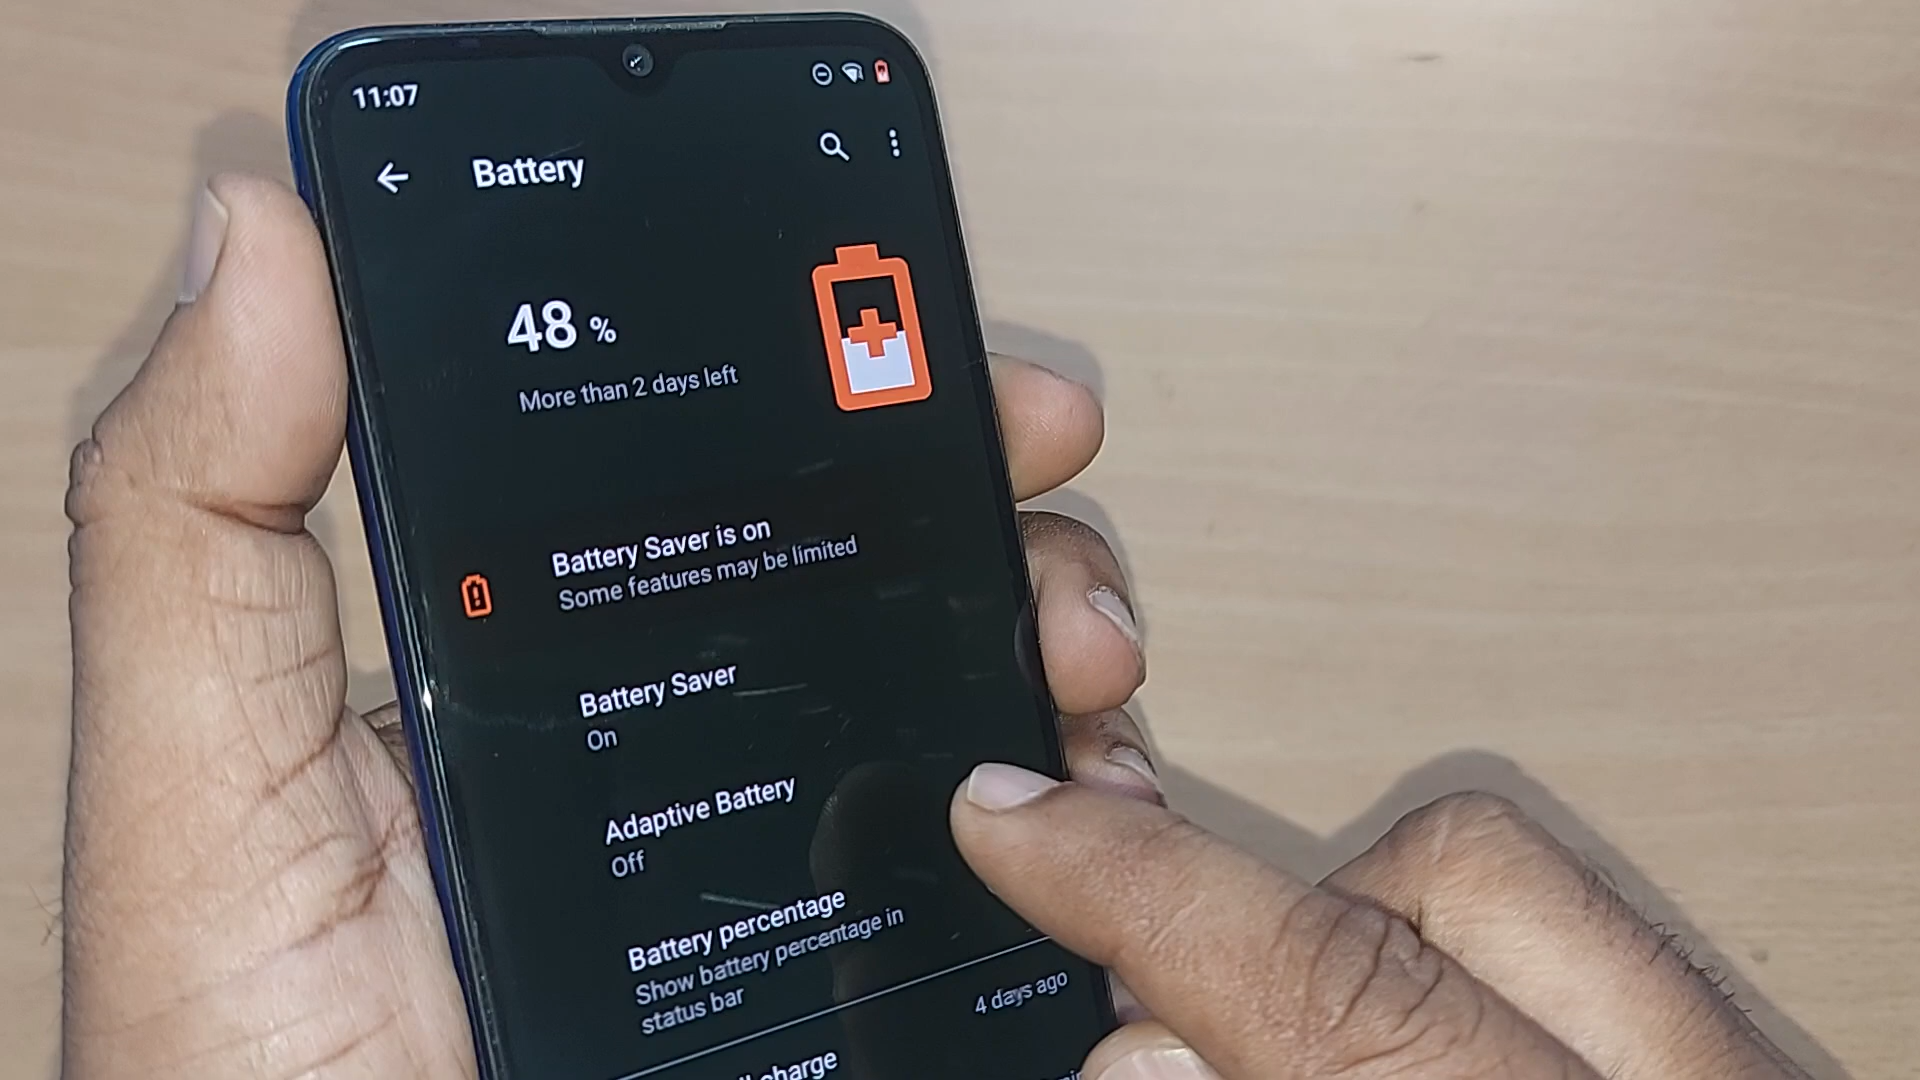 11:07
Battery
48 %
More than 2 days left
Battery Saver is on
Some features may be limited
Battery Saver
On
Adaptive Battery
Off
Battery percentage
Show battery percentage in
status bar
4 days ago
charge